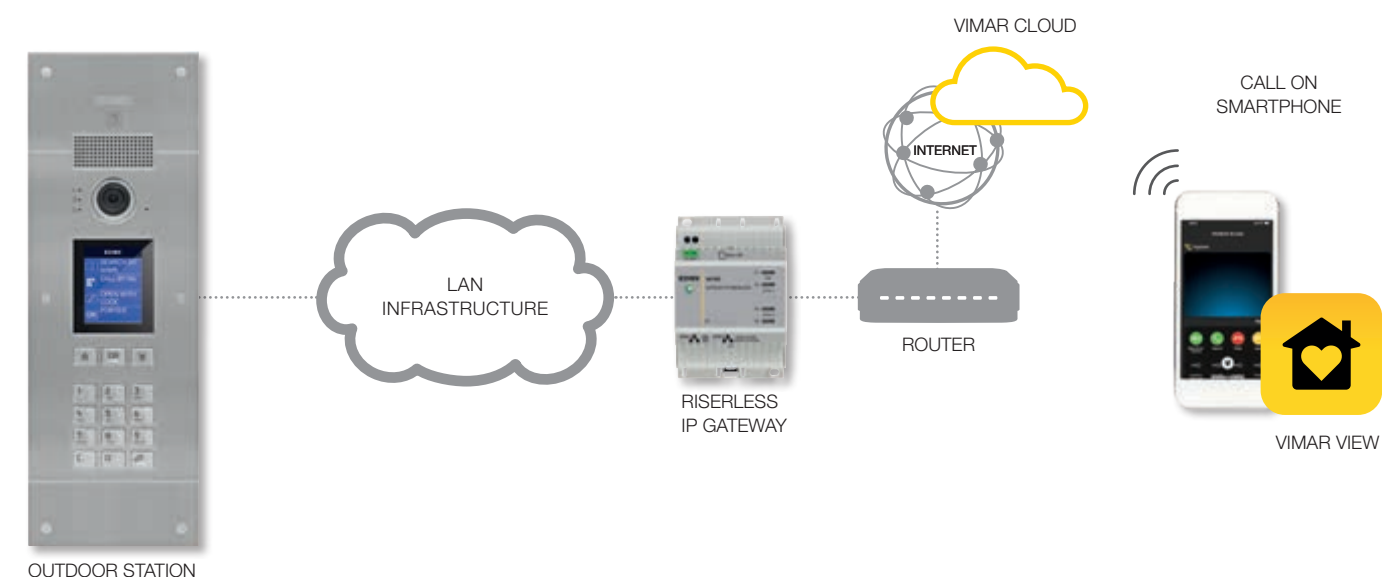 VIMAR CLOUD
CALL ON
SMARTPHONE
INTERNET
LAN
INFRASTRUCTURE
ROUTER
RISERLESS
IP GATEWAY
VIMAR VIEW
OUTDOOR STATION